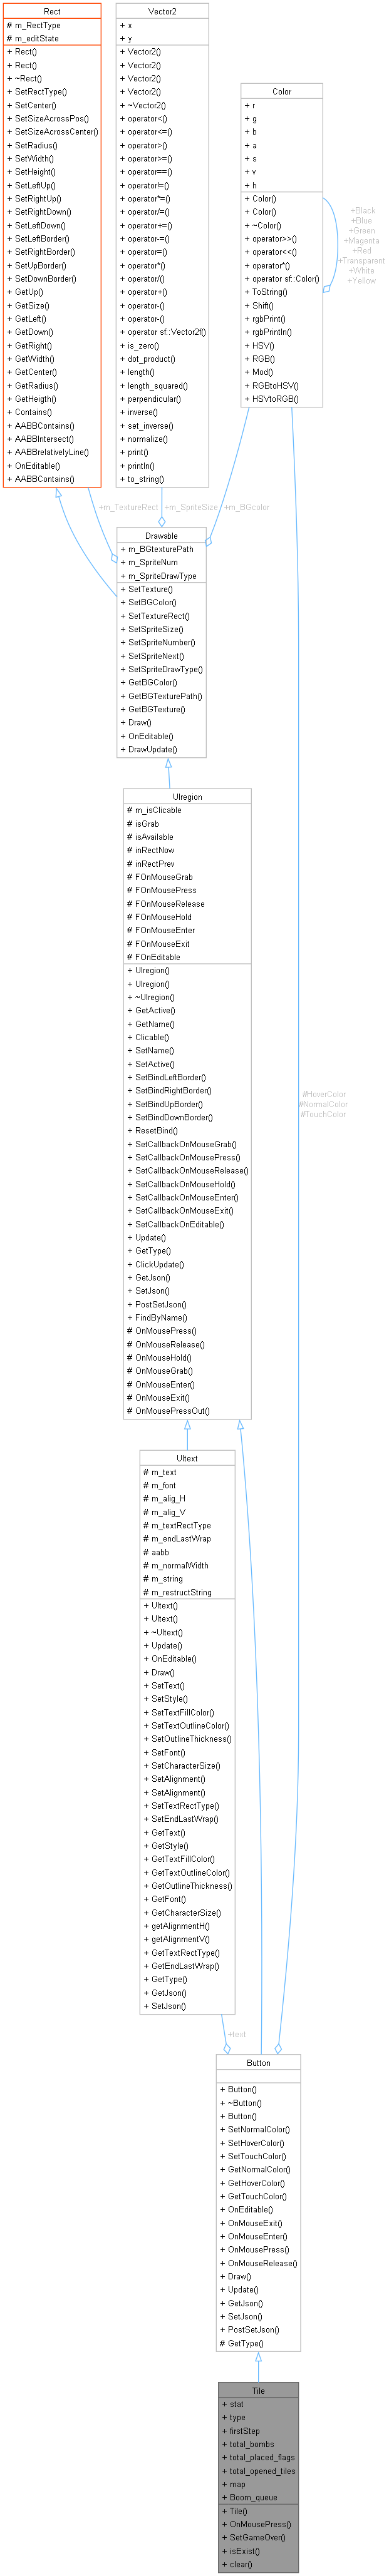 Rect
# m_RectType
# m_editState
+ Rect()
+ Rect()
+ ~Rect()
+ SetRectType()
+ SetCenter()
+ SetSizeAcrossPos()
+ SetSizeAcrossCenter()
+ SetRadius()
+ SetWidth()
+ SetHeight()
+ SetLeftUp()
+ SetRightUp()
+ SetRightDown()
+ SetLeftDown()
+ SetLeftBorder()
+ SetRightBorder()
+ SetUpBorder()
+ SetDownBorder()
+ GetUp()
+ GetSize()
+ GetLeft()
+ GetDown()
+ GetRight()
+ GetWidth()
+ GetCenter()
+ GetRadius()
+ GetHeigth()
+ Contains()
+ AABBContains()
+ AABBIntersect()
+ AABBrelativelyLine()
+ OnEditable()
+ AABBContains()
Vector2
+ x
+ y
+ Vector2()
+ Vector2()
+ Vector2()
+ Vector2()
+ ~Vector2()
+ operator<()
+ operator<=()
+ operator>()
+ operator>=()
+ operator==()
+ operator!=()
+ operator*=()
+ operator/=()
+ operator+=()
+ operator-=()
+ operator=()
+ operator*()
+ operator/()
+ operator+()
+ operator-()
+ operator-()
+ operator sf::Vector2f()
+ is_zero()
+ dot_product()
+ length()
+ length_squared()
+ perpendicular()
+ inverse()
+ set_inverse()
+ normalize()
+ print()
+ println()
+ to_string()
Color
+ r
+ g
+ b
+ a
+ s
+ v
+ h
+ Color()
+ Color()
+ ~Color()
+ operator>>()
+ operator<<()
+ operator*()
+ operator sf::Color()
+ ToString()
+ Shift()
+ rgbPrint()
+ rgbPrintln()
+ HSV()
+ RGB()
+ Mod()
+ RGBtoHSV()
+ HSVtoRGB()
+Black
+Blue
+Green
+Magenta
+Red
+Transparent
+White
+Yellow
+m_TextureRect
+m_SpriteSize
+m_BGcolor
Drawable
+ m_BGtexturePath
+ m_SpriteNum
+ m_SpriteDrawType
+ SetTexture()
+ SetBGColor()
+ SetTextureRect()
+ SetSpriteSize()
+ SetSpriteNumber()
+ SetSpriteNext()
+ SetSpriteDrawType()
+ GetBGColor()
+ GetBGTexturePath()
+ GetBGTexture()
+ Draw()
+ OnEditable()
+ DrawUpdate()
UIregion
# m_isClicable
# isGrab
# isAvailable
# inRectNow
# inRectPrev
# FOnMouseGrab
# FOnMousePress
# FOnMouseRelease
# FOnMouseHold
# FOnMouseEnter
# FOnMouseExit
# FOnEditable
+ UIregion()
+ UIregion()
+ ~UIregion()
+ GetActive()
+ GetName()
+ Clicable()
+ SetName()
+ SetActive()
+ SetBindLeftBorder()
+ SetBindRightBorder()
+ SetBindUpBorder()
+ SetBindDownBorder()
+ ResetBind()
+ SetCallbackOnMouseGrab()
+ SetCallbackOnMousePress()
+ SetCallbackOnMouseRelease()
+ SetCallbackOnMouseHold()
+ SetCallbackOnMouseEnter()
+ SetCallbackOnMouseExit()
+ SetCallbackOnEditable()
+ Update()
+ GetType()
+ ClickUpdate()
+ GetJson()
+ SetJson()
+ PostSetJson()
+ FindByName()
# OnMousePress()
# OnMouseRelease()
# OnMouseHold()
# OnMouseGrab()
# OnMouseEnter()
# OnMouseExit()
# OnMousePressOut()
#HoverColor
#NormalColor
#TouchColor
UItext
# m_text
# m_font
# m_alig_H
# m_alig_V
# m_textRectType
# m_endLastWrap
# aabb
# m_normalWidth
# m_string
# m_restructString
+ UItext()
+ UItext()
+ ~UItext()
+ Update()
+ OnEditable()
+ Draw()
+ SetText()
+ SetStyle()
+ SetTextFillColor()
+ SetTextOutlineColor()
+ SetOutlineThickness()
+ SetFont()
+ SetCharacterSize()
+ SetAlignment()
+ SetAlignment()
+ SetTextRectType()
+ SetEndLastWrap()
+ GetText()
+ GetStyle()
+ GetTextFillColor()
+ GetTextOutlineColor()
+ GetOutlineThickness()
+ GetFont()
+ GetCharacterSize()
+ getAlignmentH()
+ getAlignmentV()
+ GetTextRectType()
+ GetEndLastWrap()
+ GetType()
+ GetJson()
+ SetJson()
+text
Button
+ Button()
+ ~Button()
+ Button()
+ SetNormalColor()
+ SetHoverColor()
+ SetTouchColor()
+ GetNormalColor()
+ GetHoverColor()
+ GetTouchColor()
+ OnEditable()
+ OnMouseExit()
+ OnMouseEnter()
+ OnMousePress()
+ OnMouseRelease()
+ Draw()
+ Update()
+ GetJson()
+ SetJson()
+ PostSetJson()
# GetType()
Tile
+ stat
+ type
+ firstStep
+ total_bombs
+ total_placed_flags
+ total_opened_tiles
+ map
+ Boom_queue
+ Tile()
+ OnMousePress()
+ SetGameOver()
+ isExist()
+ clear()